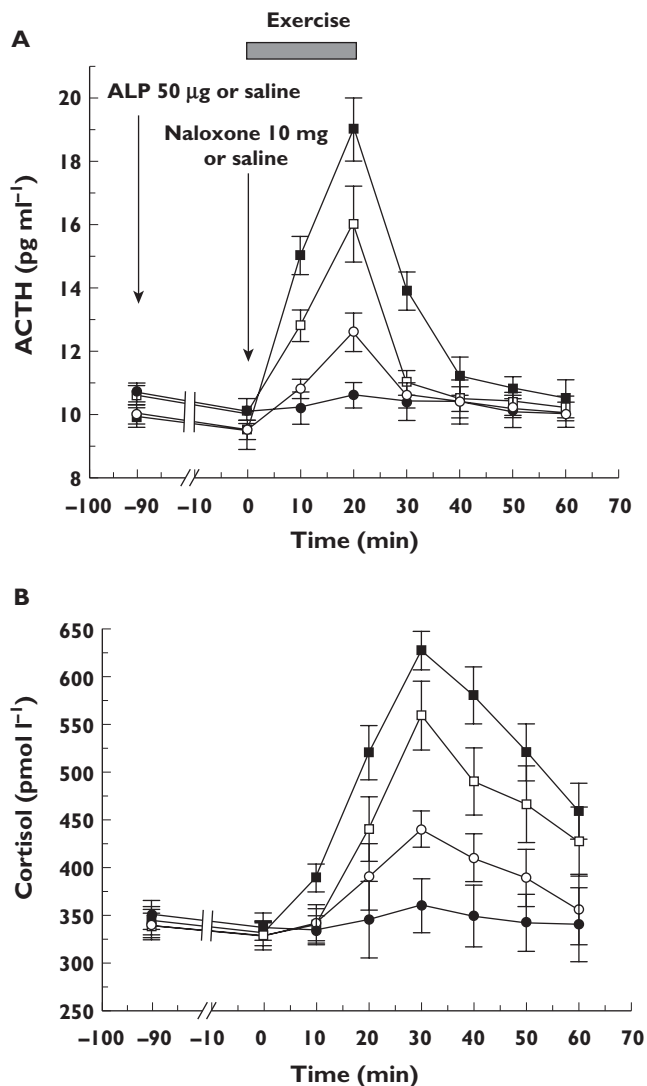 Exercise
A
ALP 50 μg or saline
Naloxone 10 mg
or saline
ACTH (pg ml⁻¹)
20
18
16
14
12
10
8
−100 −90 −10 0 10 20 30 40 50 60 70
Time (min)
B
Cortisol (pmol l⁻¹)
650
600
550
500
450
400
350
300
250
−100 −90 −10 0 10 20 30 40 50 60 70
Time (min)